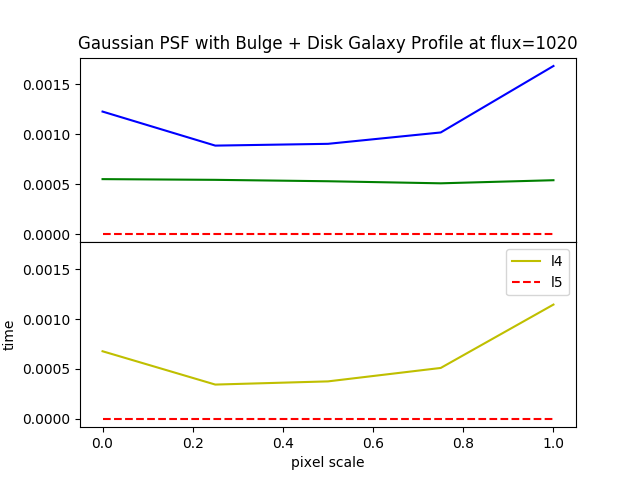 Gaussian PSF with Bulge + Disk Galaxy Profile at flux=1020
0.0015
0.0010
0.0005
0.0000
l4
l5
0.0015
0.0010
0.0005
0.0000
time
0.0 0.2 0.4 0.6 0.8 1.0
pixel scale